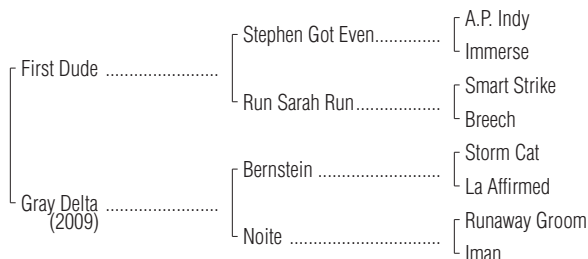 A.P. Indy
Stephen Got Even..............
Immerse
First Dude ........................
Smart Strike
Run Sarah Run ..................
Breech
Storm Cat
Bernstein ..........................
La Affirmed
Gray Delta ........................
(2009)
Runaway Groom
Noite ................................
Iman